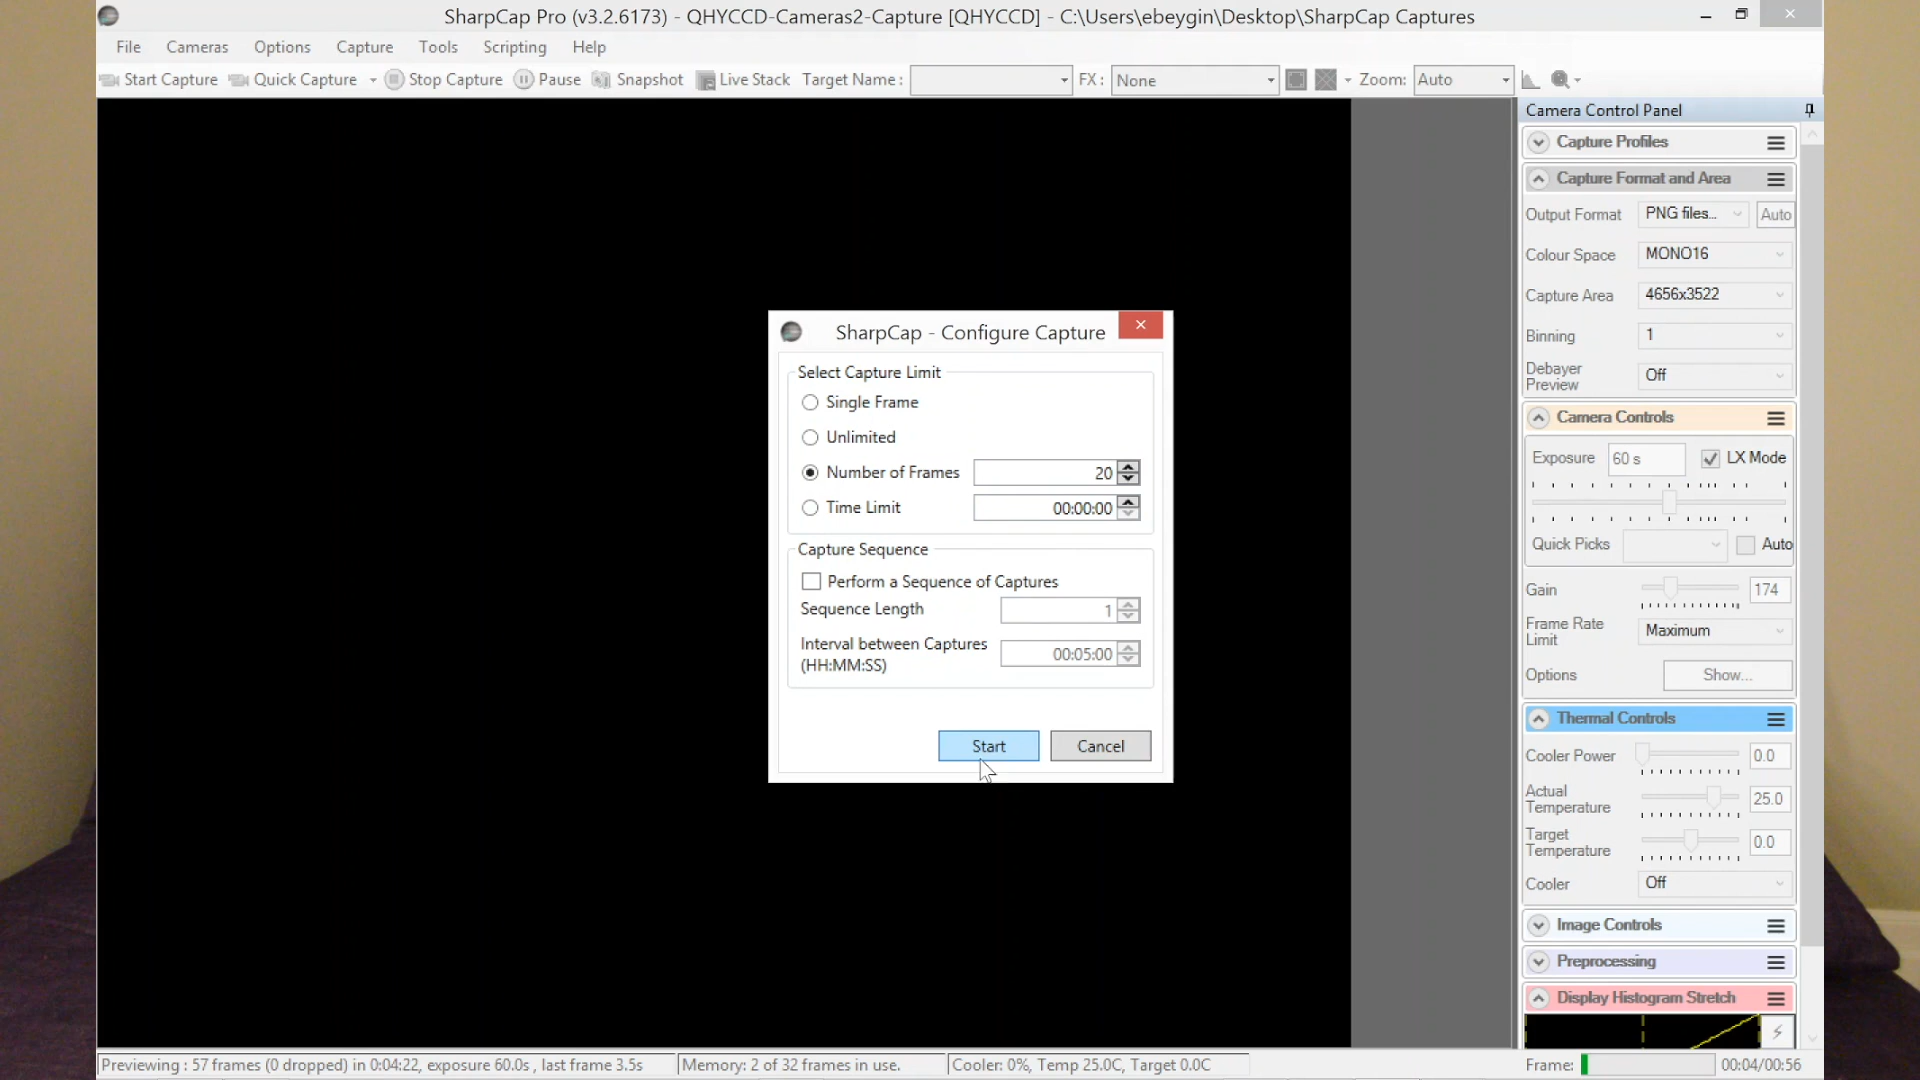 SharpCap Pro (v3.2.6173) - QHYCCD-Cameras2-Capture [QHYCCD] - C:\Users\ebeygin\Desktop\SharpCap Captures
File Cameras Options Capture Tools Scripting Help
Start Capture Quick Capture Stop Capture Pause Snapshot Live Stack Target Name : FX : None Zoom: Auto
Camera Control Panel
Capture Profiles
Capture Format and Area
Output Format PNG files... Auto
Colour Space MONO16
Capture Area 4656x3522
Binning 1
Debayer Preview Off
Camera Controls
Exposure 60 s LX Mode
Quick Picks Auto
Gain 174
Frame Rate Limit Maximum
Options Show...
Thermal Controls
Cooler Power 0.0
Actual Temperature 25.0
Target Temperature 0.0
Cooler Off
Image Controls
Preprocessing
Display Histogram Stretch
SharpCap - Configure Capture
Select Capture Limit
Single Frame
Unlimited
Number of Frames 20
Time Limit 00:00:00
Capture Sequence
Perform a Sequence of Captures
Sequence Length 1
Interval between Captures 00:05:00
(HH:MM:SS)
Start Cancel
Previewing : 57 frames (0 dropped) in 0:04:22, exposure 60.0s , last frame 3.5s Memory: 2 of 32 frames in use. Cooler: 0%, Temp 25.0C, Target 0.0C Frame: 00:04/00:56